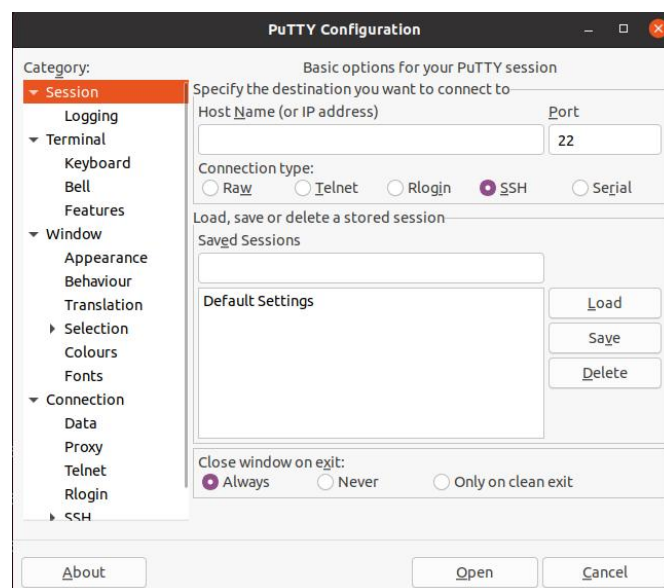 PuTTY Configuration
Category:
Session
Logging
Terminal
Keyboard
Bell
Features
Window
Appearance
Behaviour
Translation
Selection
Colours
Fonts
Connection
Data
Proxy
Telnet
Rlogin
SSH
Basic options for your PuTTY session
Specify the destination you want to connect to
Host Name (or IP address) Port
22
Connection type:
Raw Telnet Rlogin SSH Serial
Load, save or delete a stored session
Saved Sessions
Default Settings
Load
Save
Delete
Close window on exit:
Always Never Only on clean exit
About Open Cancel